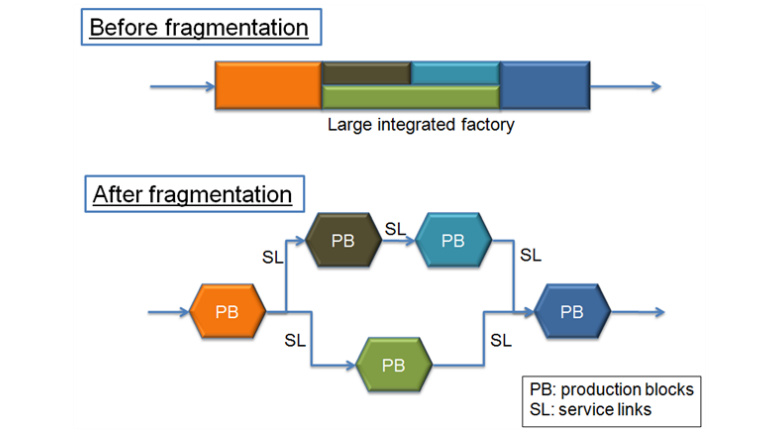 Before fragmentation
Large integrated factory
After fragmentation
PB
SL
PB
SL
PB
SL
SL
PB
SL
PB
SL
PB: production blocks
SL: service links